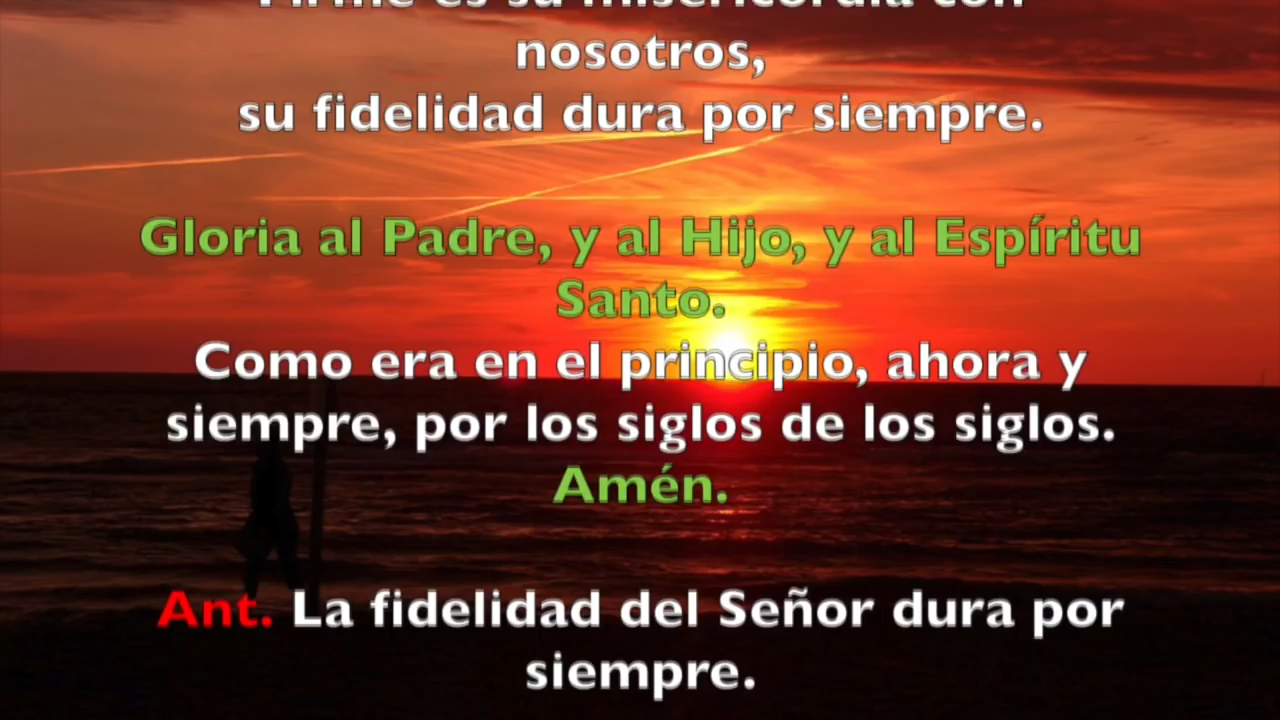 Firme es su misericordia con
nosotros,
su fidelidad dura por siempre.
Gloria al Padre, y al Hijo, y al Espíritu
Santo.
Como era en el principio, ahora y
siempre, por los siglos de los siglos.
Amén.
Ant. La fidelidad del Señor dura por
siempre.